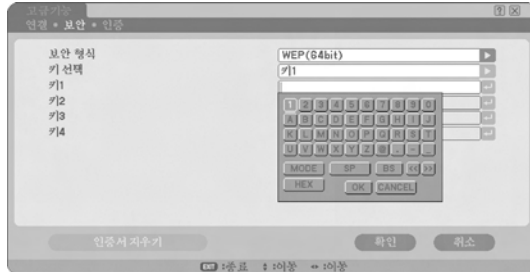 고급기능
연결 • 보안 • 인증
보안 형식 WEP(64bit)
키 선택 키1
키1
키2
키3
키4
1 2 3 4 5 6 7 8 9 0
A B C D E F G H I J
K L M N O P Q R S T
U V W X Y Z @ . - _
MODE SP BS << >>
HEX OK CANCEL
인증서 지우기 확인 취소
EXIT :종료 ↕ :이동 ↔ :이동